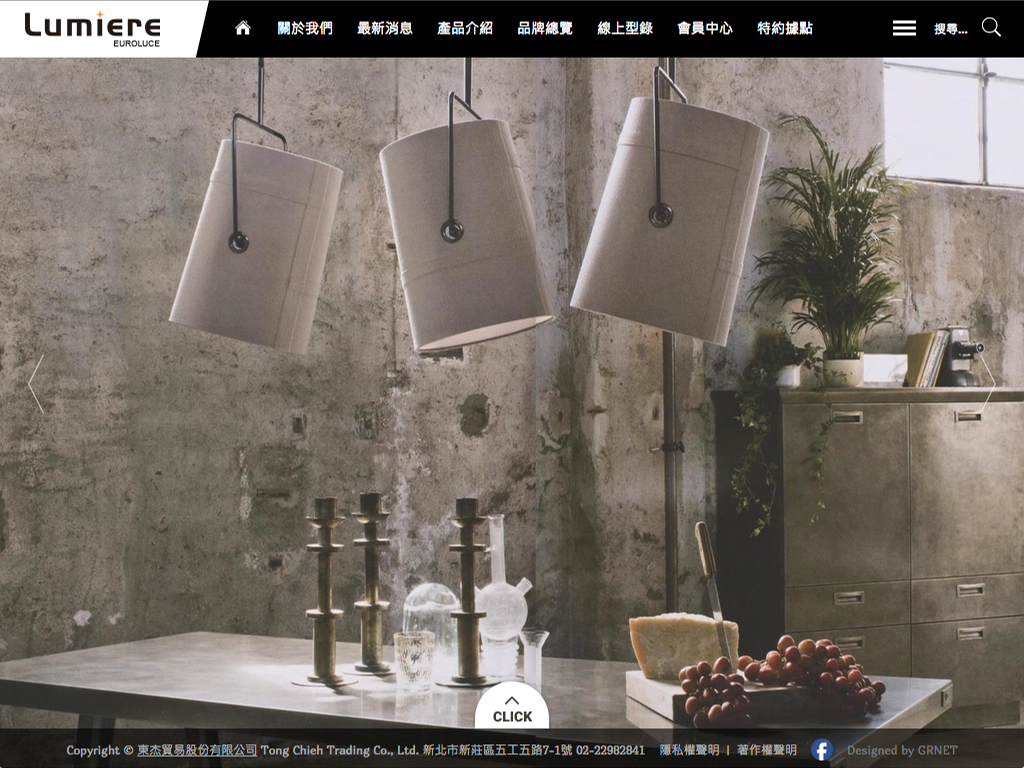 Lumiere
EUROLUCE
關於我們 最新消息 產品介紹 品牌總覽 線上型錄 會員中心 特約據點 搜尋...
CLICK
Copyright © 東杰貿易股份有限公司 Tong Chieh Trading Co., Ltd. 新北市新莊區五工五路7-1號 02-22982841 隱私權聲明 | 著作權聲明 f Designed by GRNET